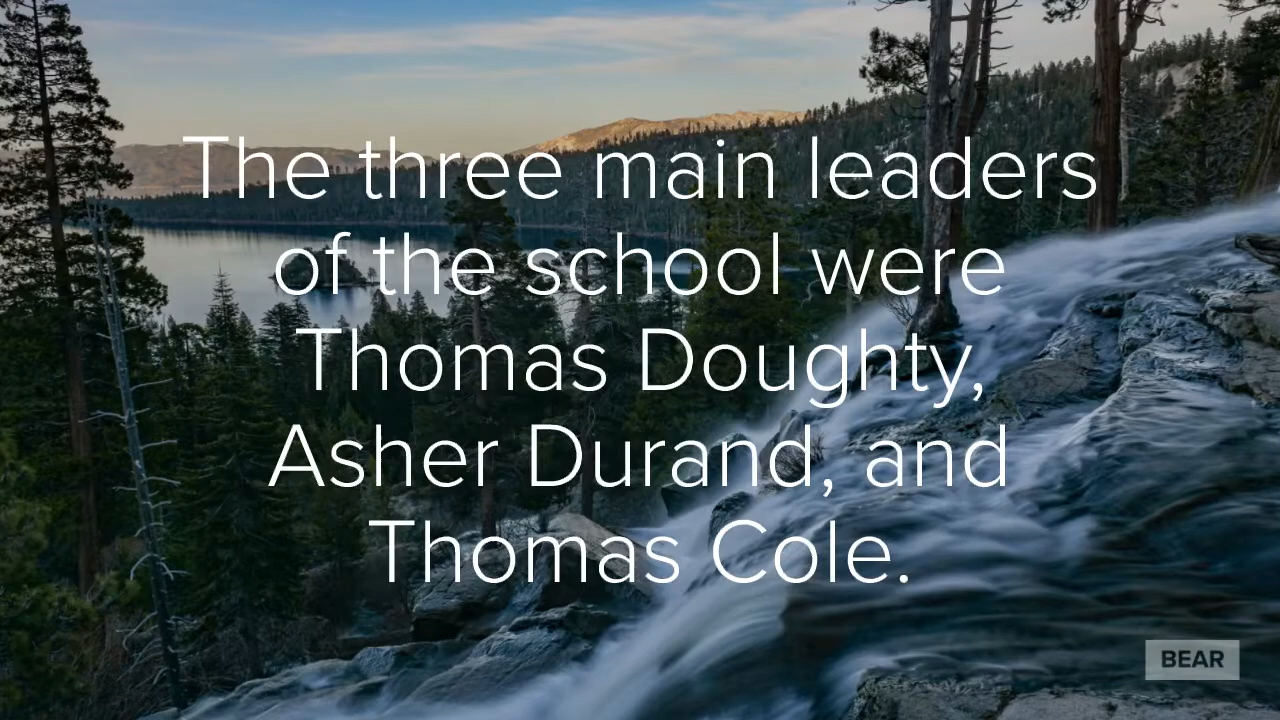 The three main leaders
of the school were
Thomas Doughty,
Asher Durand, and
Thomas Cole.
BEAR